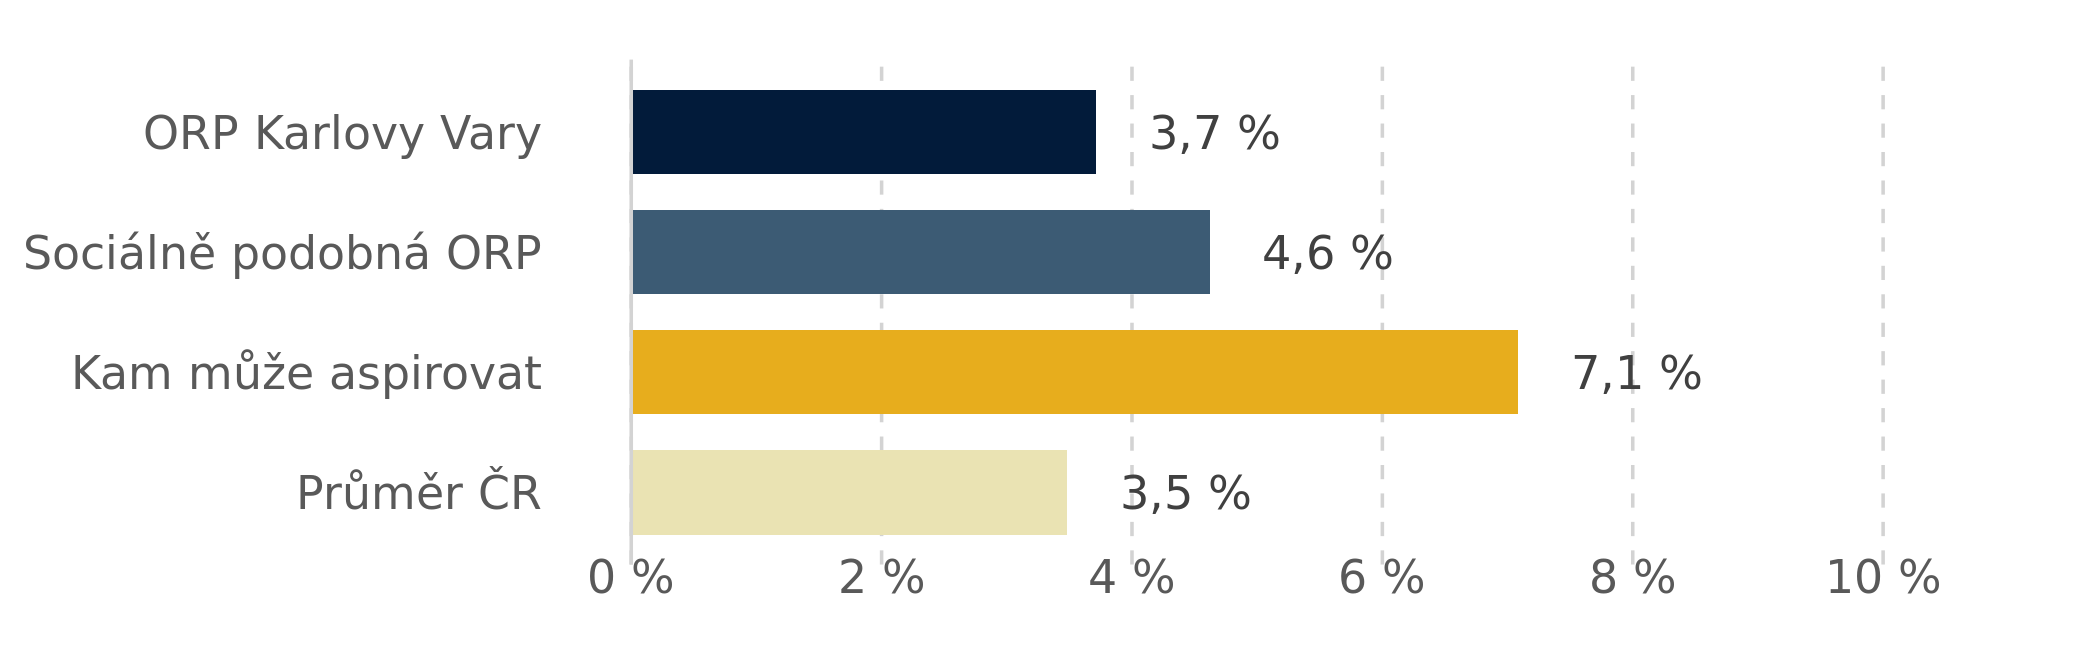 ORP Karlovy Vary 3,7 %
Sociálně podobná ORP 4,6 %
Kam může aspirovat 7,1 %
Průměr ČR 3,5 %
0 % 2 % 4 % 6 % 8 % 10 %